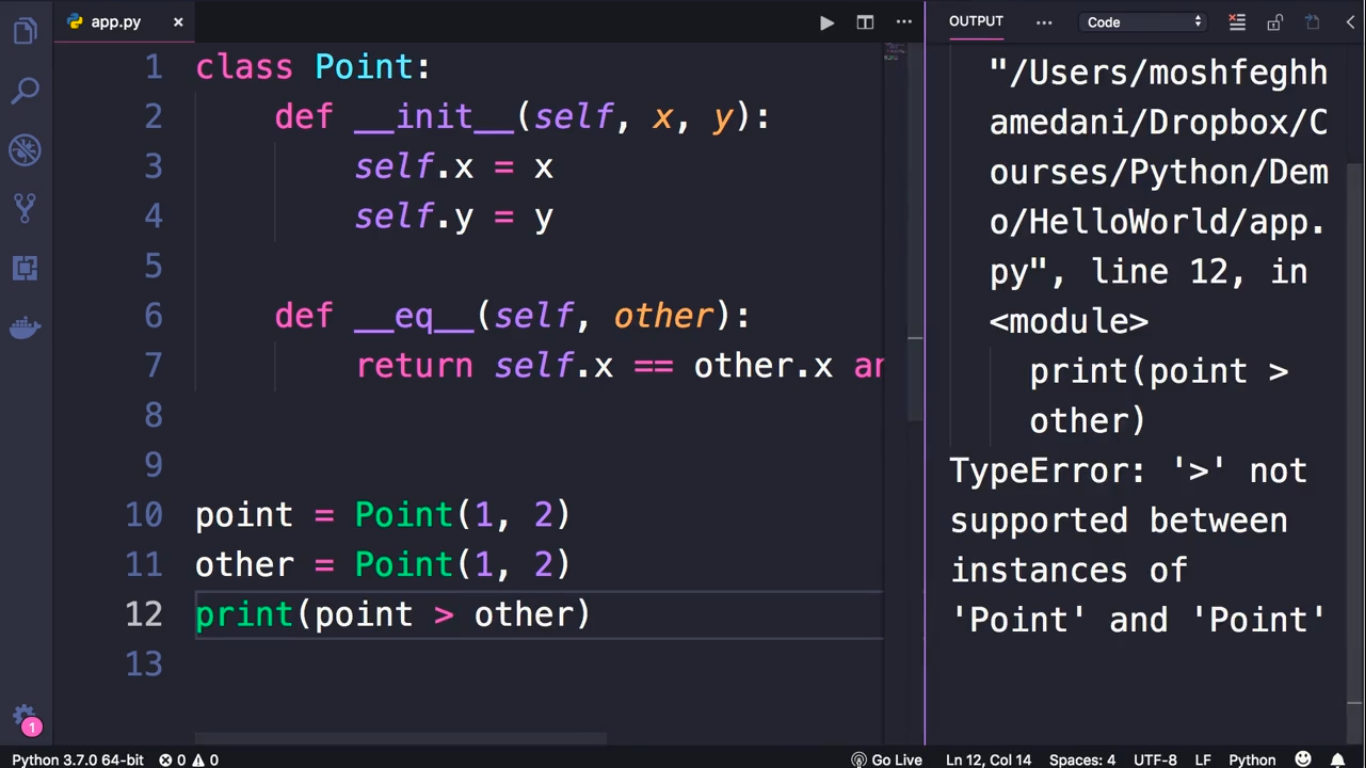 app.py
OUTPUT
Code
1 class Point:
2 def __init__(self, x, y):
3 self.x = x
4 self.y = y
5
6 def __eq__(self, other):
7 return self.x == other.x an
8
9
10 point = Point(1, 2)
11 other = Point(1, 2)
12 print(point > other)
13
"/Users/moshfeghh
amedani/Dropbox/C
ourses/Python/Dem
o/HelloWorld/app.
py", line 12, in
<module>
print(point >
other)
TypeError: '>' not
supported between
instances of
'Point' and 'Point'
1
Python 3.7.0 64-bit 0 0 Go Live Ln 12, Col 14 Spaces: 4 UTF-8 LF Python